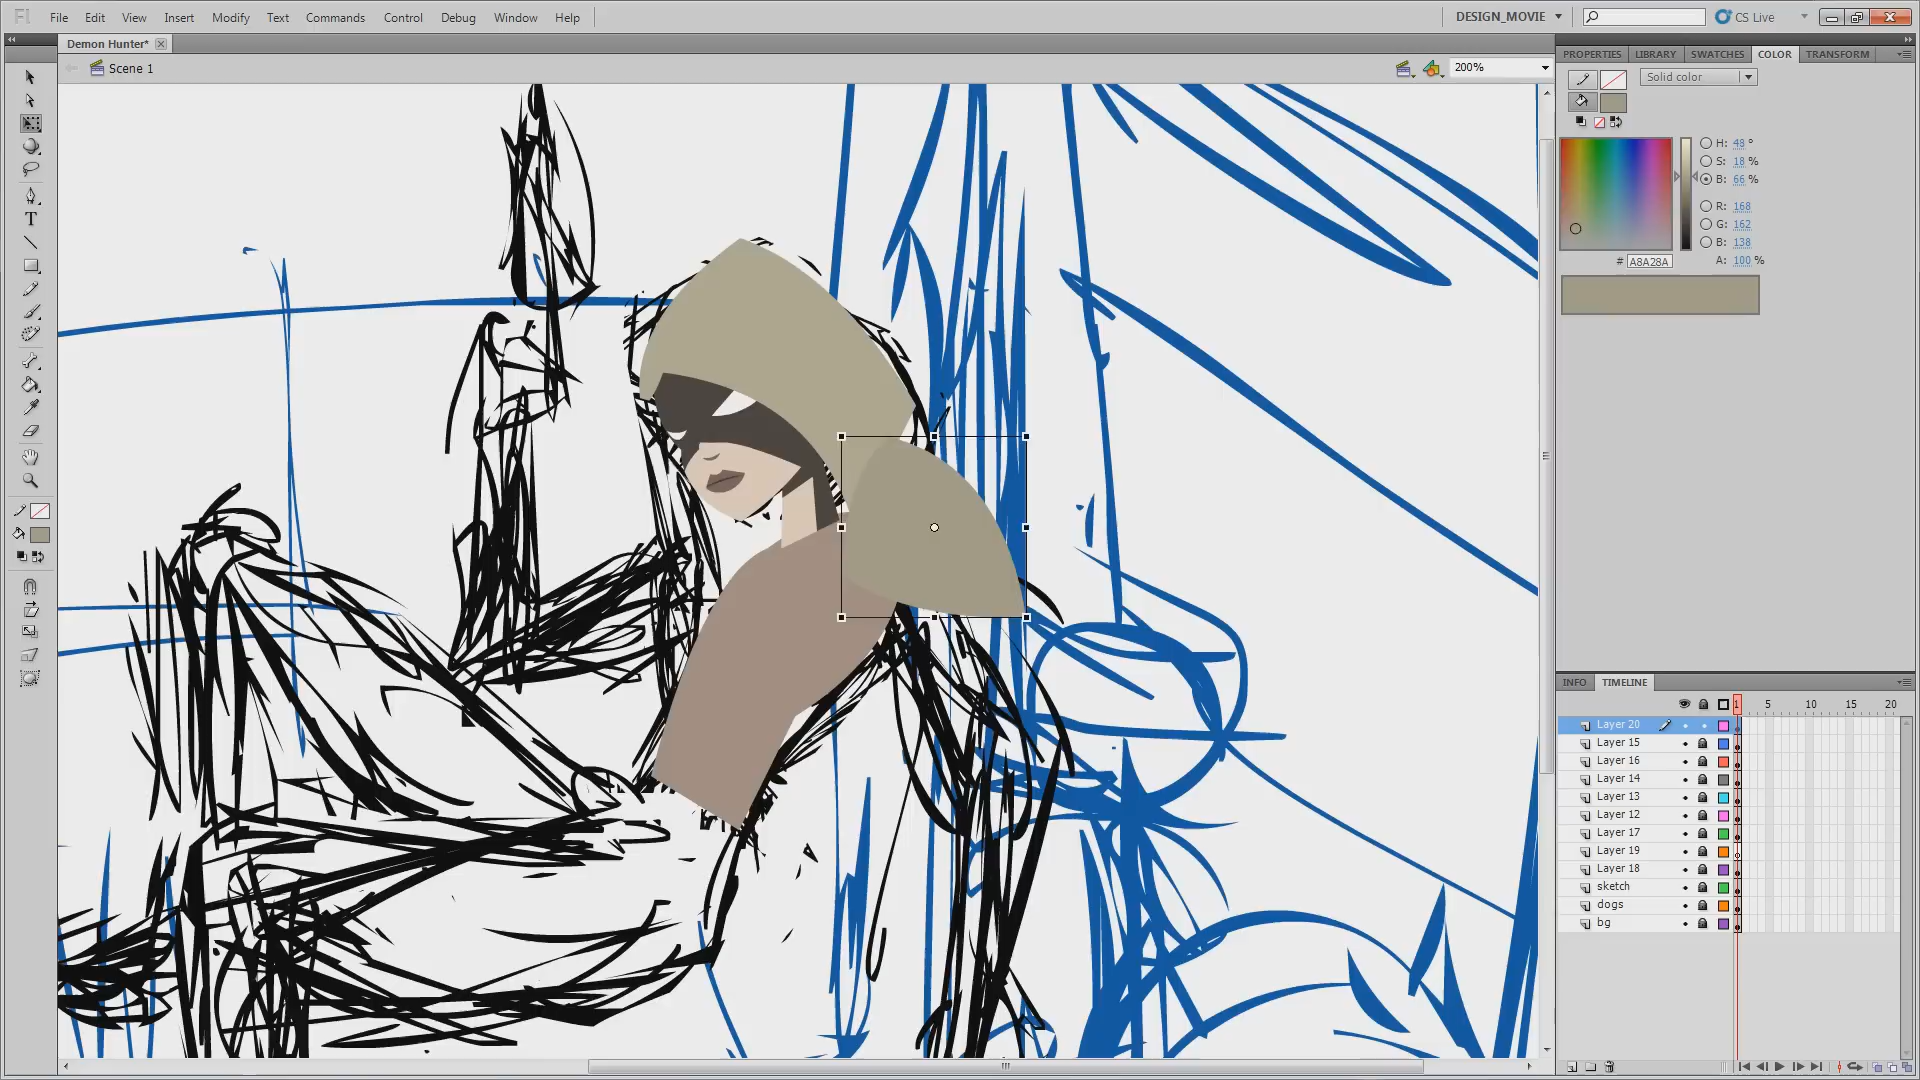 Fl File Edit View Insert Modify Text Commands Control Debug Window Help DESIGN_MOVIE CS Live
Demon Hunter*
Scene 1 200%
PROPERTIES LIBRARY SWATCHES COLOR TRANSFORM
Solid color
H: 48 °
S: 18 %
B: 66 %
R: 168
G: 162
B: 138
# A8A28A A: 100 %
T
INFO TIMELINE
1 5 10 15 20
Layer 20
Layer 15
Layer 16
Layer 14
Layer 13
Layer 12
Layer 17
Layer 19
Layer 18
sketch
dogs
bg